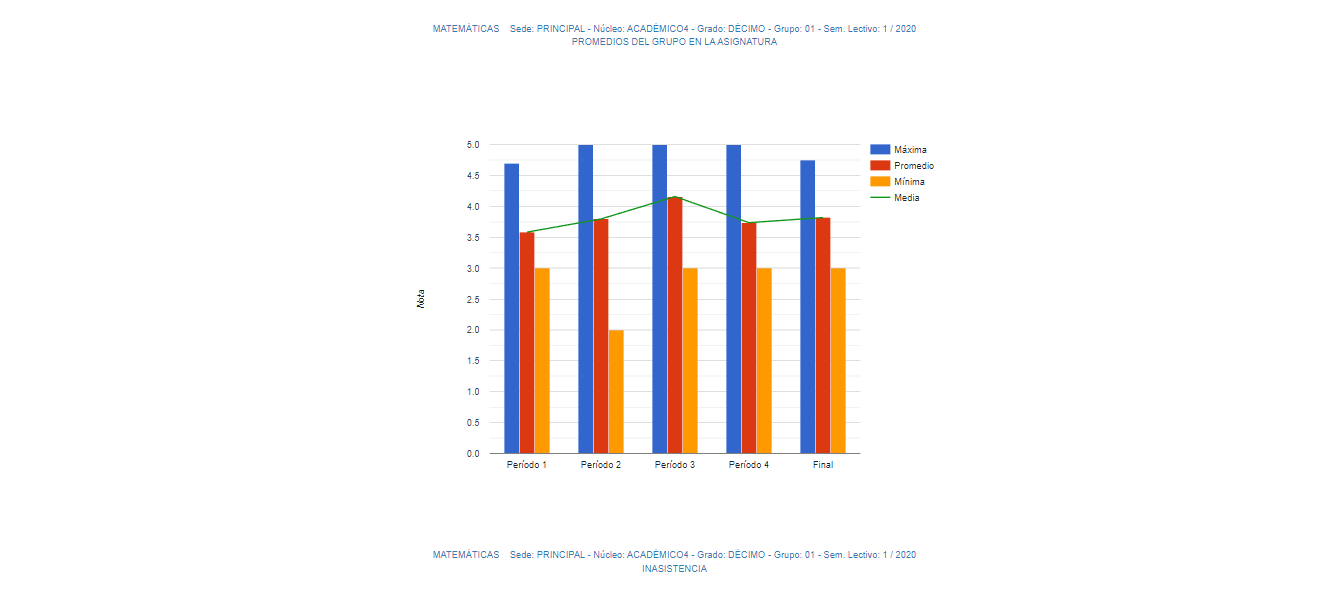 MATEMÁTICAS    Sede: PRINCIPAL - Núcleo: ACADÉMICO4 - Grado: DÉCIMO - Grupo: 01 - Sem. Lectivo: 1 / 2020
PROMEDIOS DEL GRUPO EN LA ASIGNATURA
Máxima
Promedio
Mínima
Media
5.0
4.5
4.0
3.5
3.0
2.5
2.0
1.5
1.0
0.5
0.0
Nota
Período 1
Período 2
Período 3
Período 4
Final
MATEMÁTICAS    Sede: PRINCIPAL - Núcleo: ACADÉMICO4 - Grado: DÉCIMO - Grupo: 01 - Sem. Lectivo: 1 / 2020
INASISTENCIA